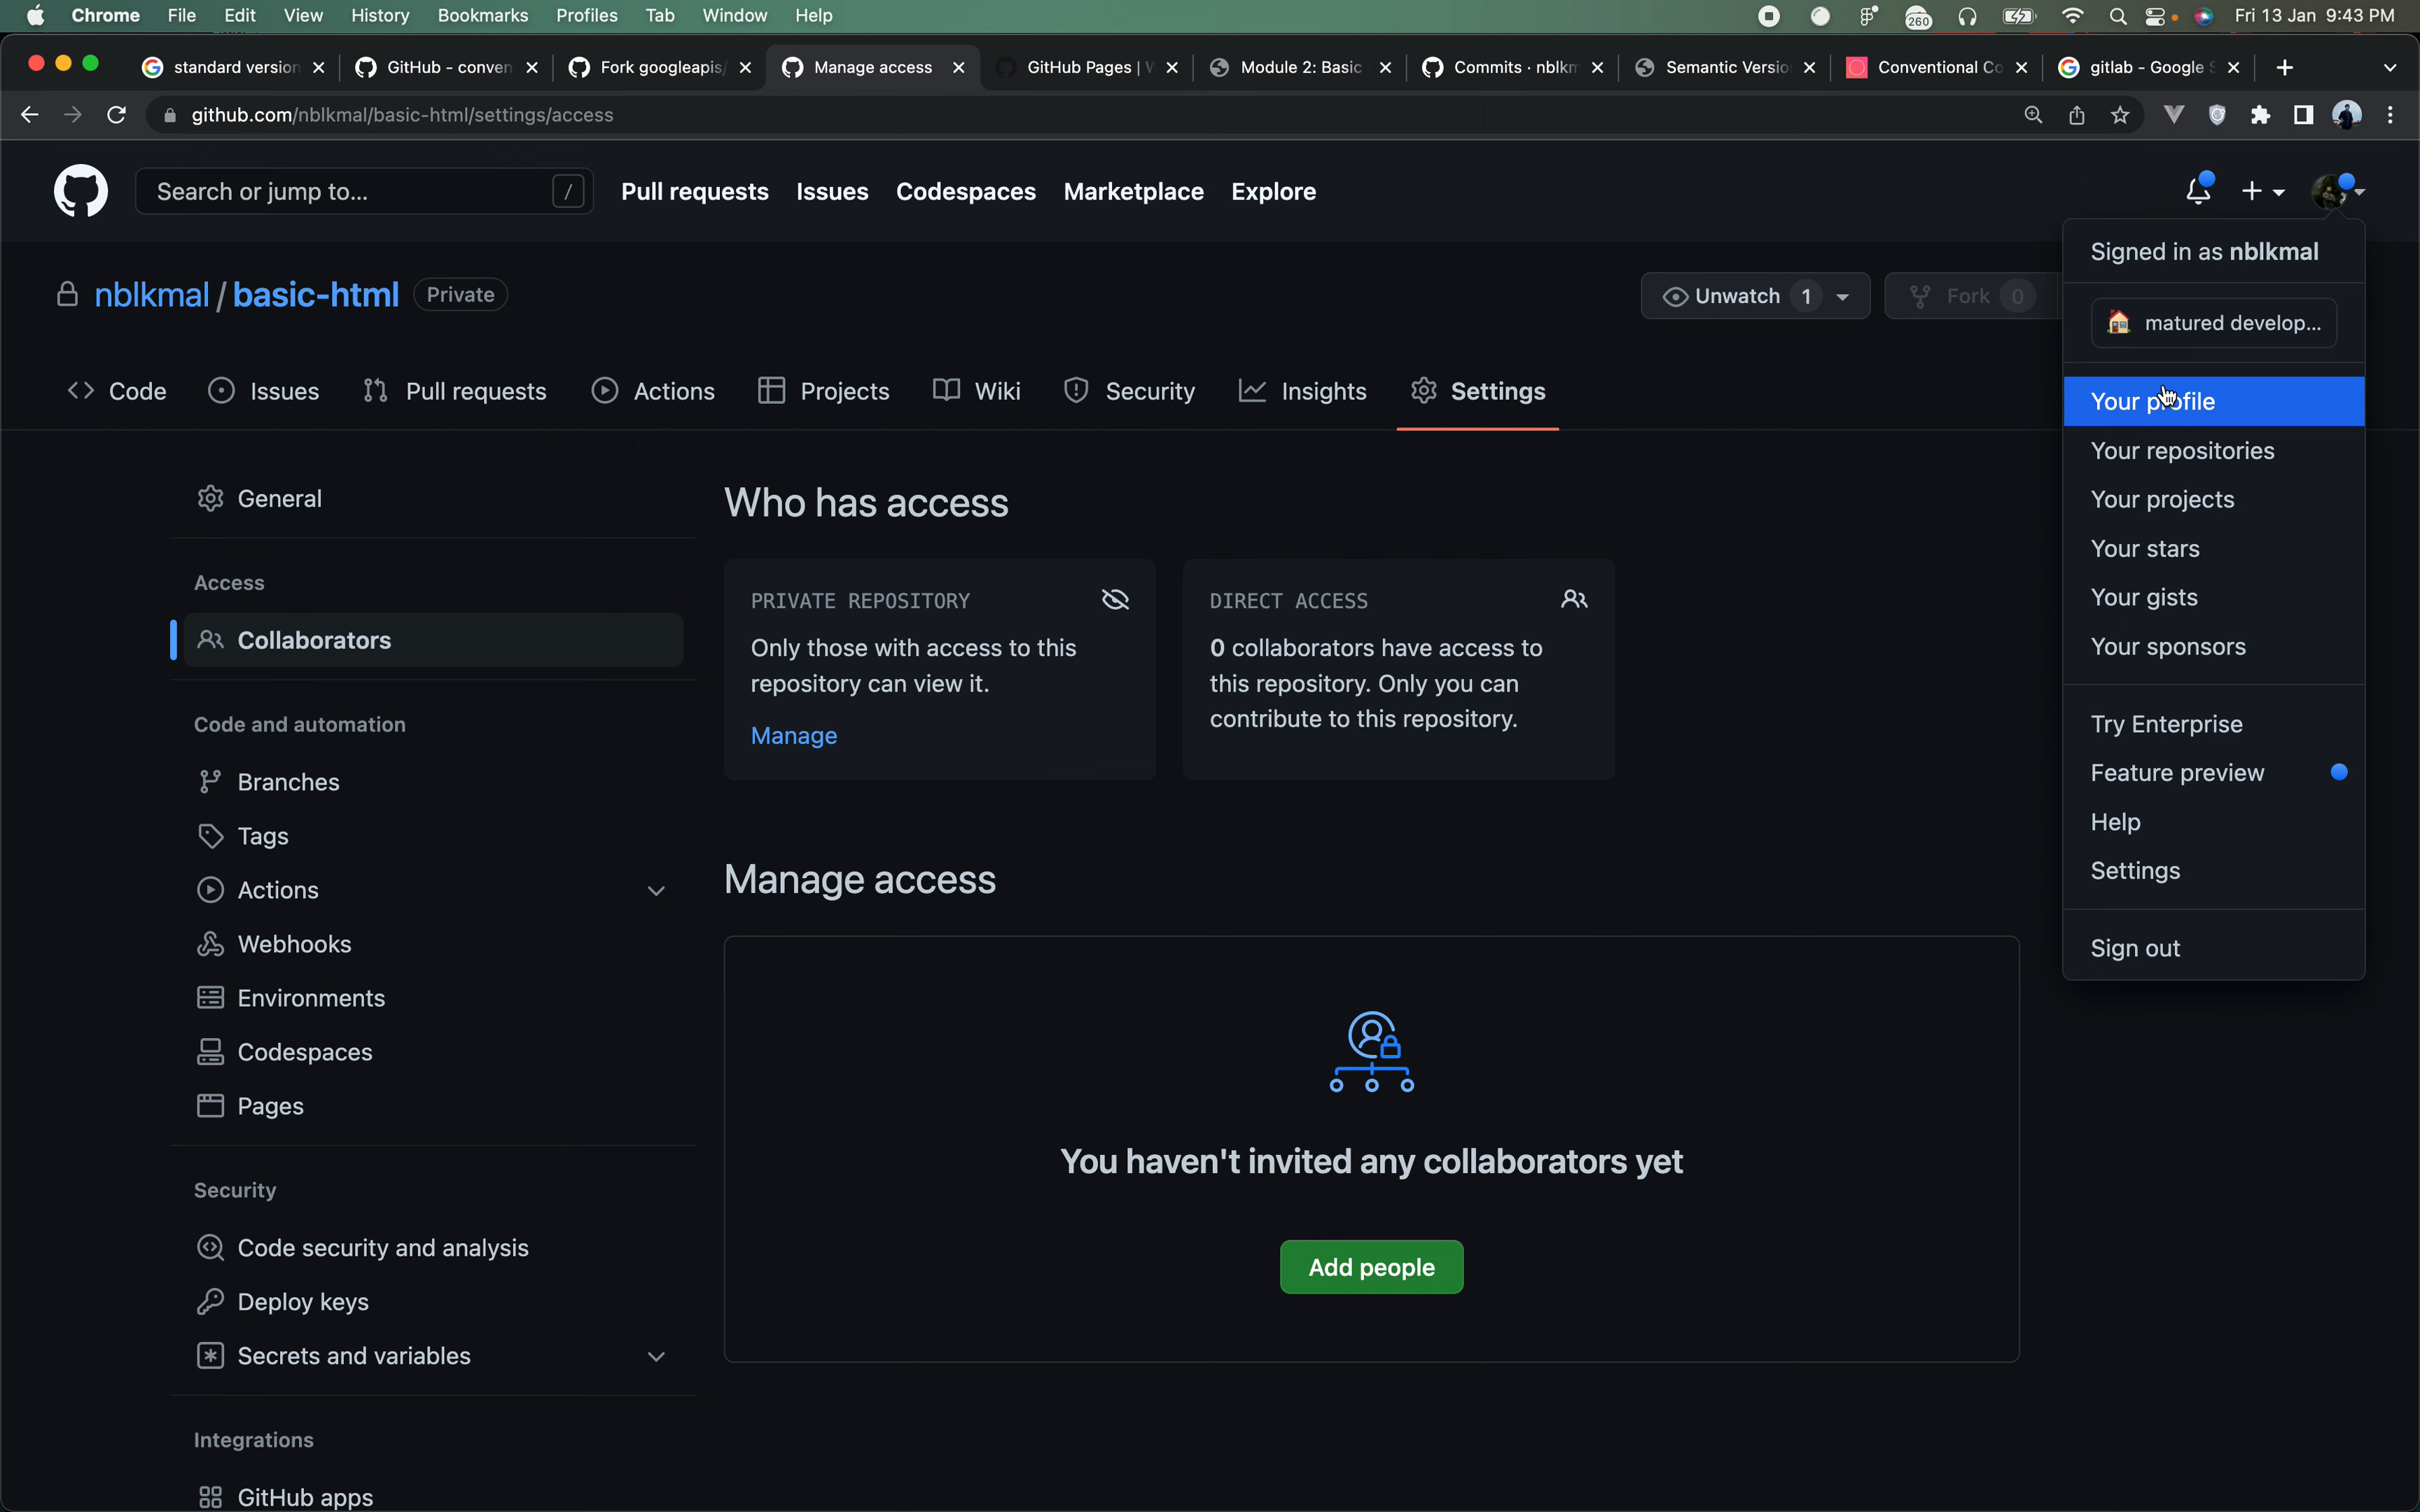 Chrome File Edit View History Bookmarks Profiles Tab Window Help
260
Fri 13 Jan 9:43 PM
standard version
GitHub - conven
Fork googleapis/
Manage access
GitHub Pages |
Module 2: Basic
Commits · nblkm
Semantic Versio
Conventional Co
gitlab - Google S
github.com/nblkmal/basic-html/settings/access
Search or jump to... /
Pull requests Issues Codespaces Marketplace Explore
Signed in as nblkmal
matured develop...
Your profile
Your repositories
Your projects
Your stars
Your gists
Your sponsors
Try Enterprise
Feature preview
Help
Settings
Sign out
nblkmal / basic-html Private
Unwatch 1
Fork 0
Code Issues Pull requests Actions Projects Wiki Security Insights Settings
General
Access
Collaborators
Code and automation
Branches
Tags
Actions
Webhooks
Environments
Codespaces
Pages
Security
Code security and analysis
Deploy keys
Secrets and variables
Integrations
GitHub apps
Who has access
PRIVATE REPOSITORY
Only those with access to this
repository can view it.
Manage
DIRECT ACCESS
0 collaborators have access to
this repository. Only you can
contribute to this repository.
Manage access
You haven't invited any collaborators yet
Add people